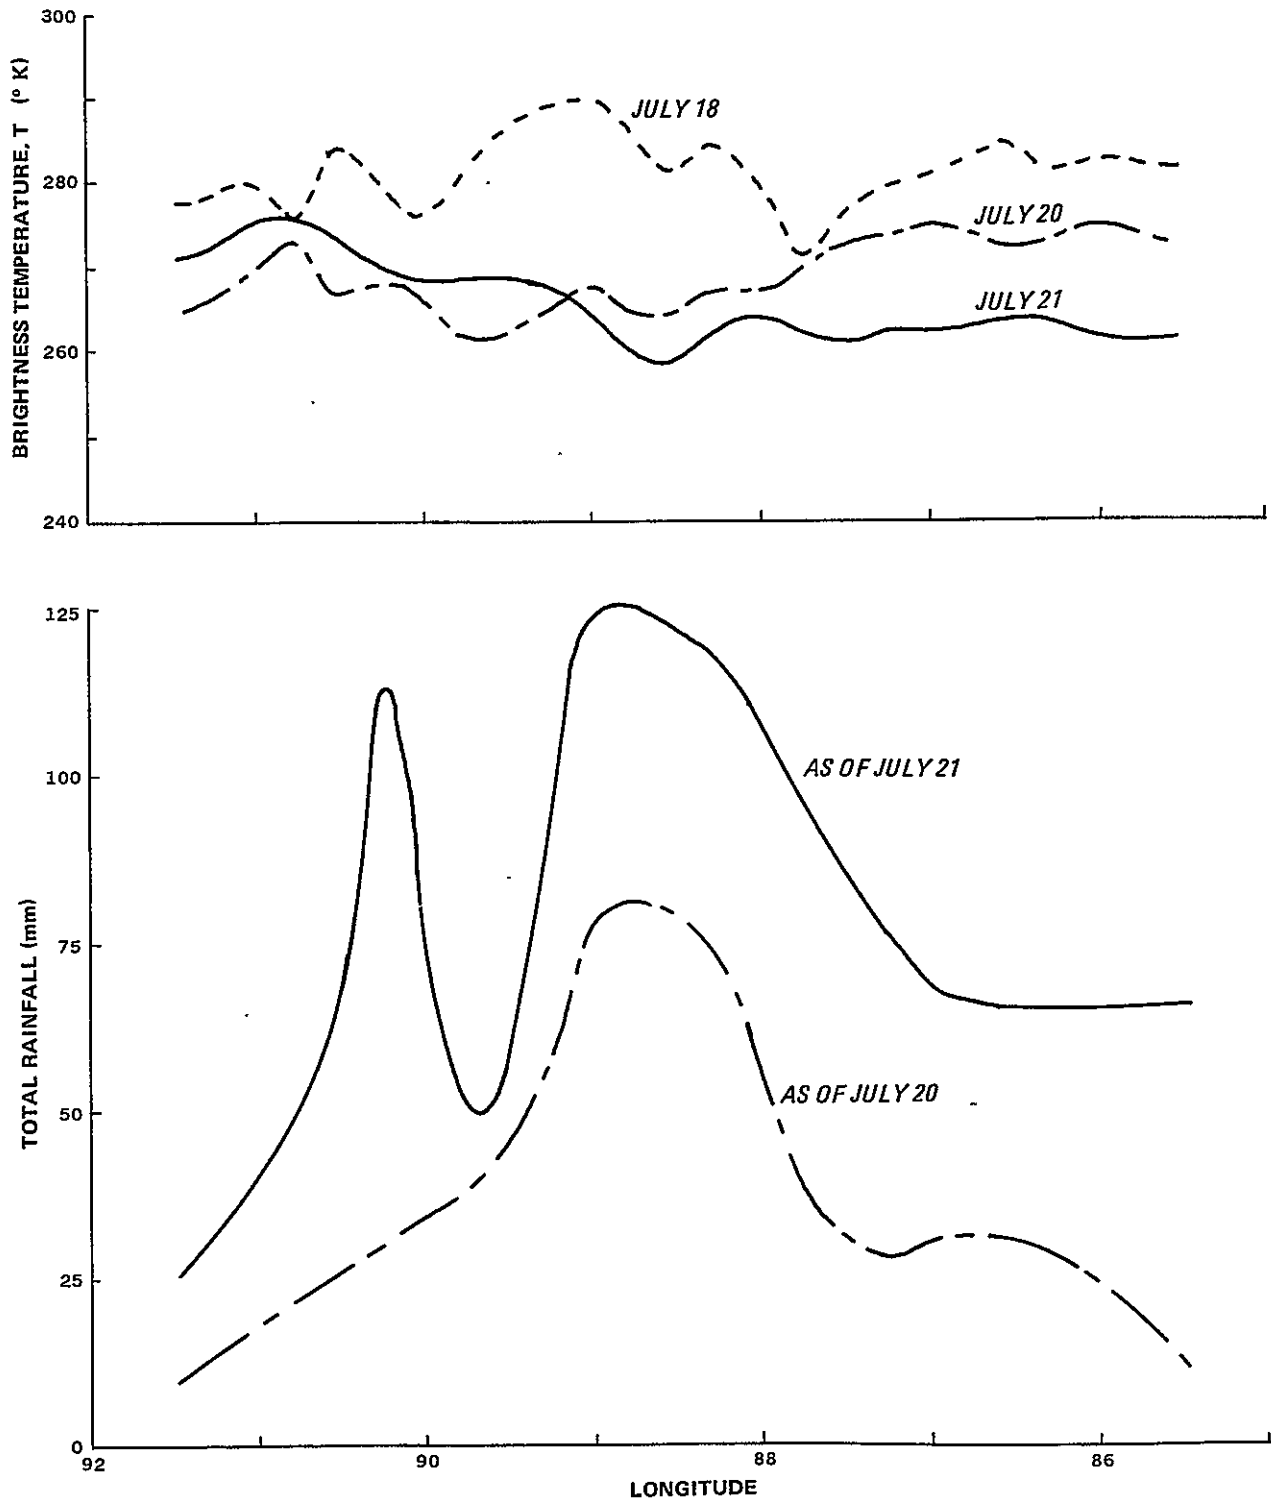 300
280
260
240
BRIGHTNESS TEMPERATURE, T (° K)
JULY 18
JULY 20
JULY 21
125
100
75
50
25
0
TOTAL RAINFALL (mm)
AS OF JULY 21
AS OF JULY 20
92
90
88
86
LONGITUDE